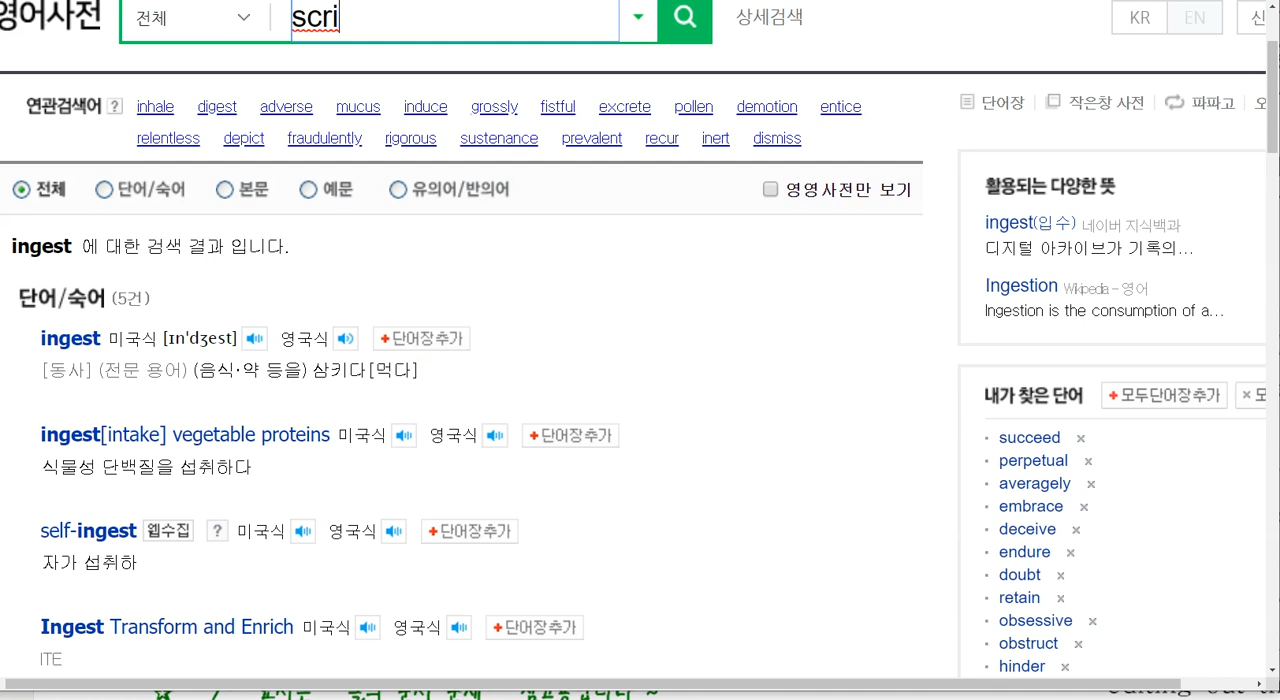 영어사전 전체 scri 상세검색 KR EN 신
연관검색어 ? inhale digest adverse mucus induce grossly fistful excrete pollen demotion entice
relentless depict fraudulently rigorous sustenance prevalent recur inert dismiss
단어장 작은창 사전 파파고 오
전체 단어/숙어 본문 예문 유의어/반의어 영영사전만 보기
ingest 에 대한 검색 결과 입니다.
단어/숙어 (5건)
ingest 미국식 [ɪn'dʒest] 영국식 +단어장추가
[동사] (전문 용어) (음식·약 등을) 삼키다[먹다]
ingest[intake] vegetable proteins 미국식 영국식 +단어장추가
식물성 단백질을 섭취하다
self-ingest 웹수집 ? 미국식 영국식 +단어장추가
자가 섭취하
Ingest Transform and Enrich 미국식 영국식 +단어장추가
ITE
활용되는 다양한 뜻
ingest(입수) 네이버 지식백과
디지털 아카이브가 기록의...
Ingestion Wikipedia - 영어
Ingestion is the consumption of a...
내가 찾은 단어 +모두단어장추가 × 모
· succeed ×
· perpetual ×
· averagely ×
· embrace ×
· deceive ×
· endure ×
· doubt ×
· retain ×
· obsessive ×
· obstruct ×
· hinder ×